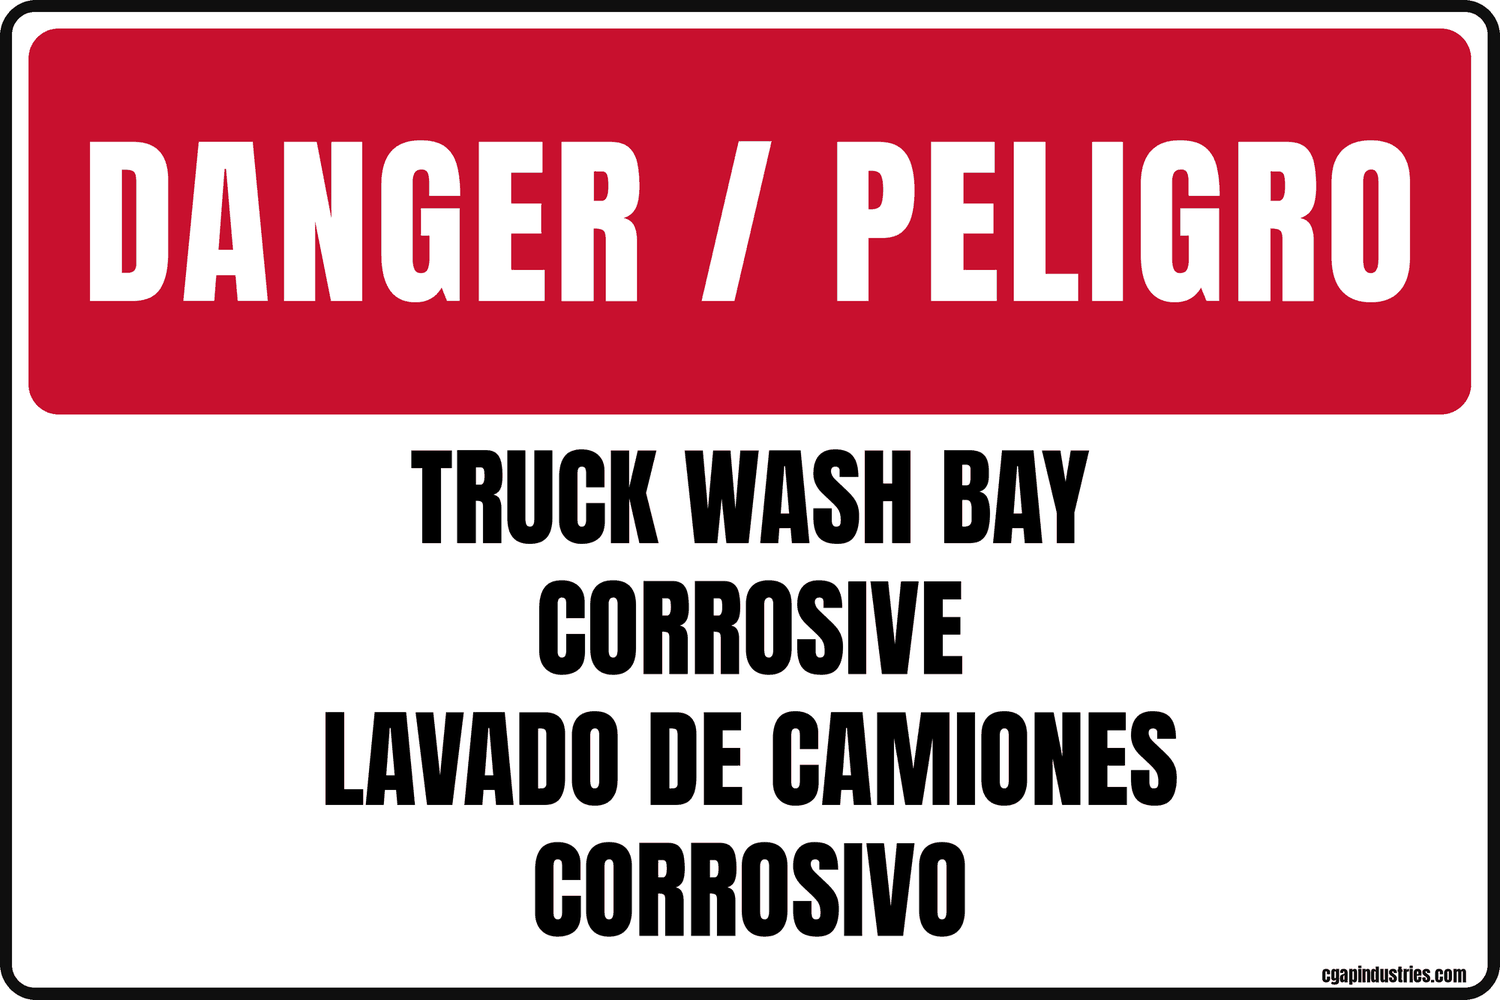 DANGER / PELIGRO
TRUCK WASH BAY
CORROSIVE
LAVADO DE CAMIONES
CORROSIVO
cgapindustries.com